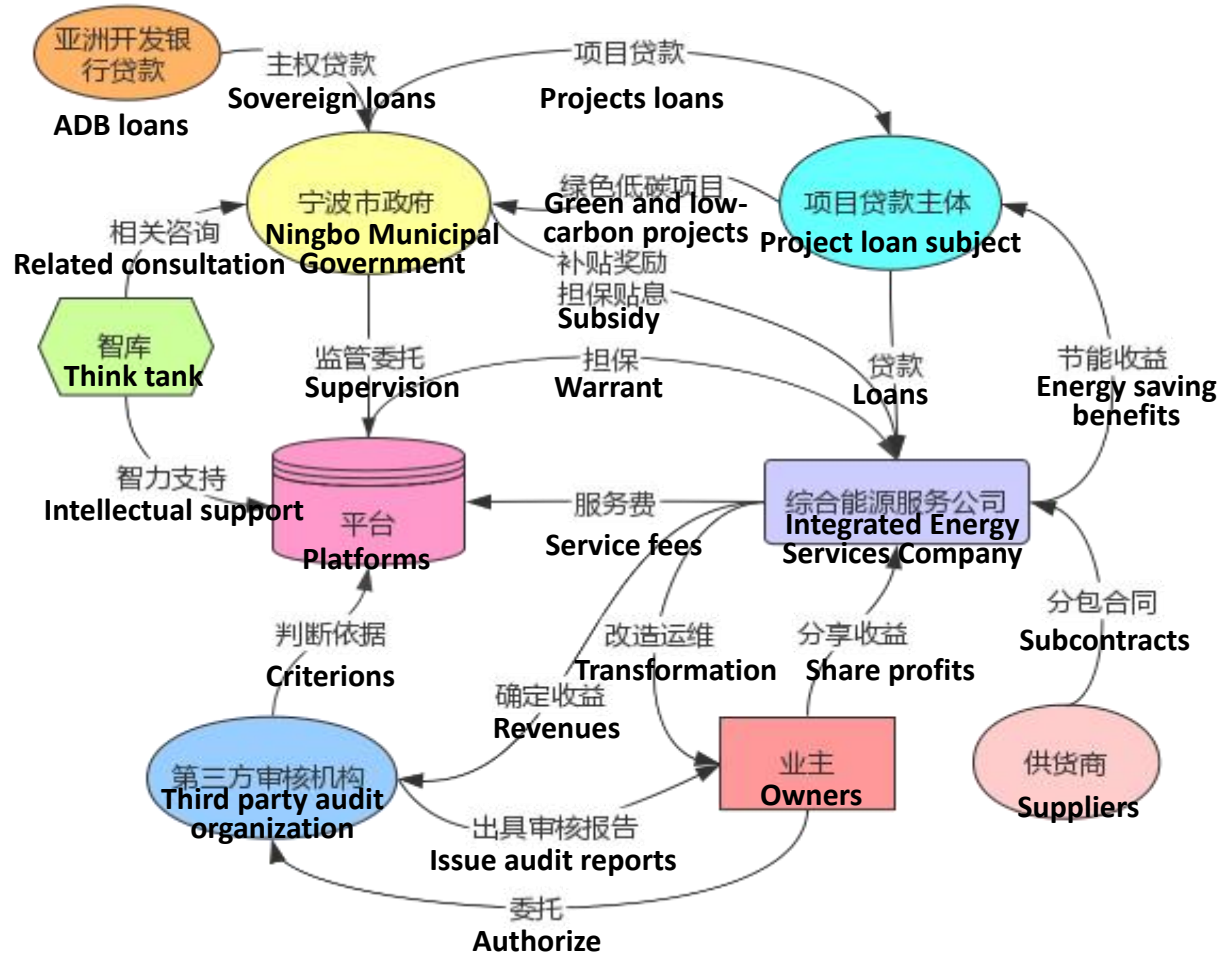 亚洲开发银
行贷款
ADB loans
主权贷款
Sovereign loans
项目贷款
Projects loans
宁波市政府
Ningbo Municipal
Government
绿色低碳项目
Green and low-
carbon projects
项目贷款主体
Project loan subject
相关咨询
Related consultation
补贴奖励
担保贴息
Subsidy
智库
Think tank
监管委托
Supervision
担保
Warrant
贷款
Loans
节能收益
Energy saving
benefits
智力支持
Intellectual support
平台
Platforms
服务费
Service fees
综合能源服务公司
Integrated Energy
Services Company
判断依据
Criterions
改造运维
Transformation
分享收益
Share profits
分包合同
Subcontracts
确定收益
Revenues
第三方审核机构
Third party audit
organization
业主
Owners
供货商
Suppliers
出具审核报告
Issue audit reports
委托
Authorize